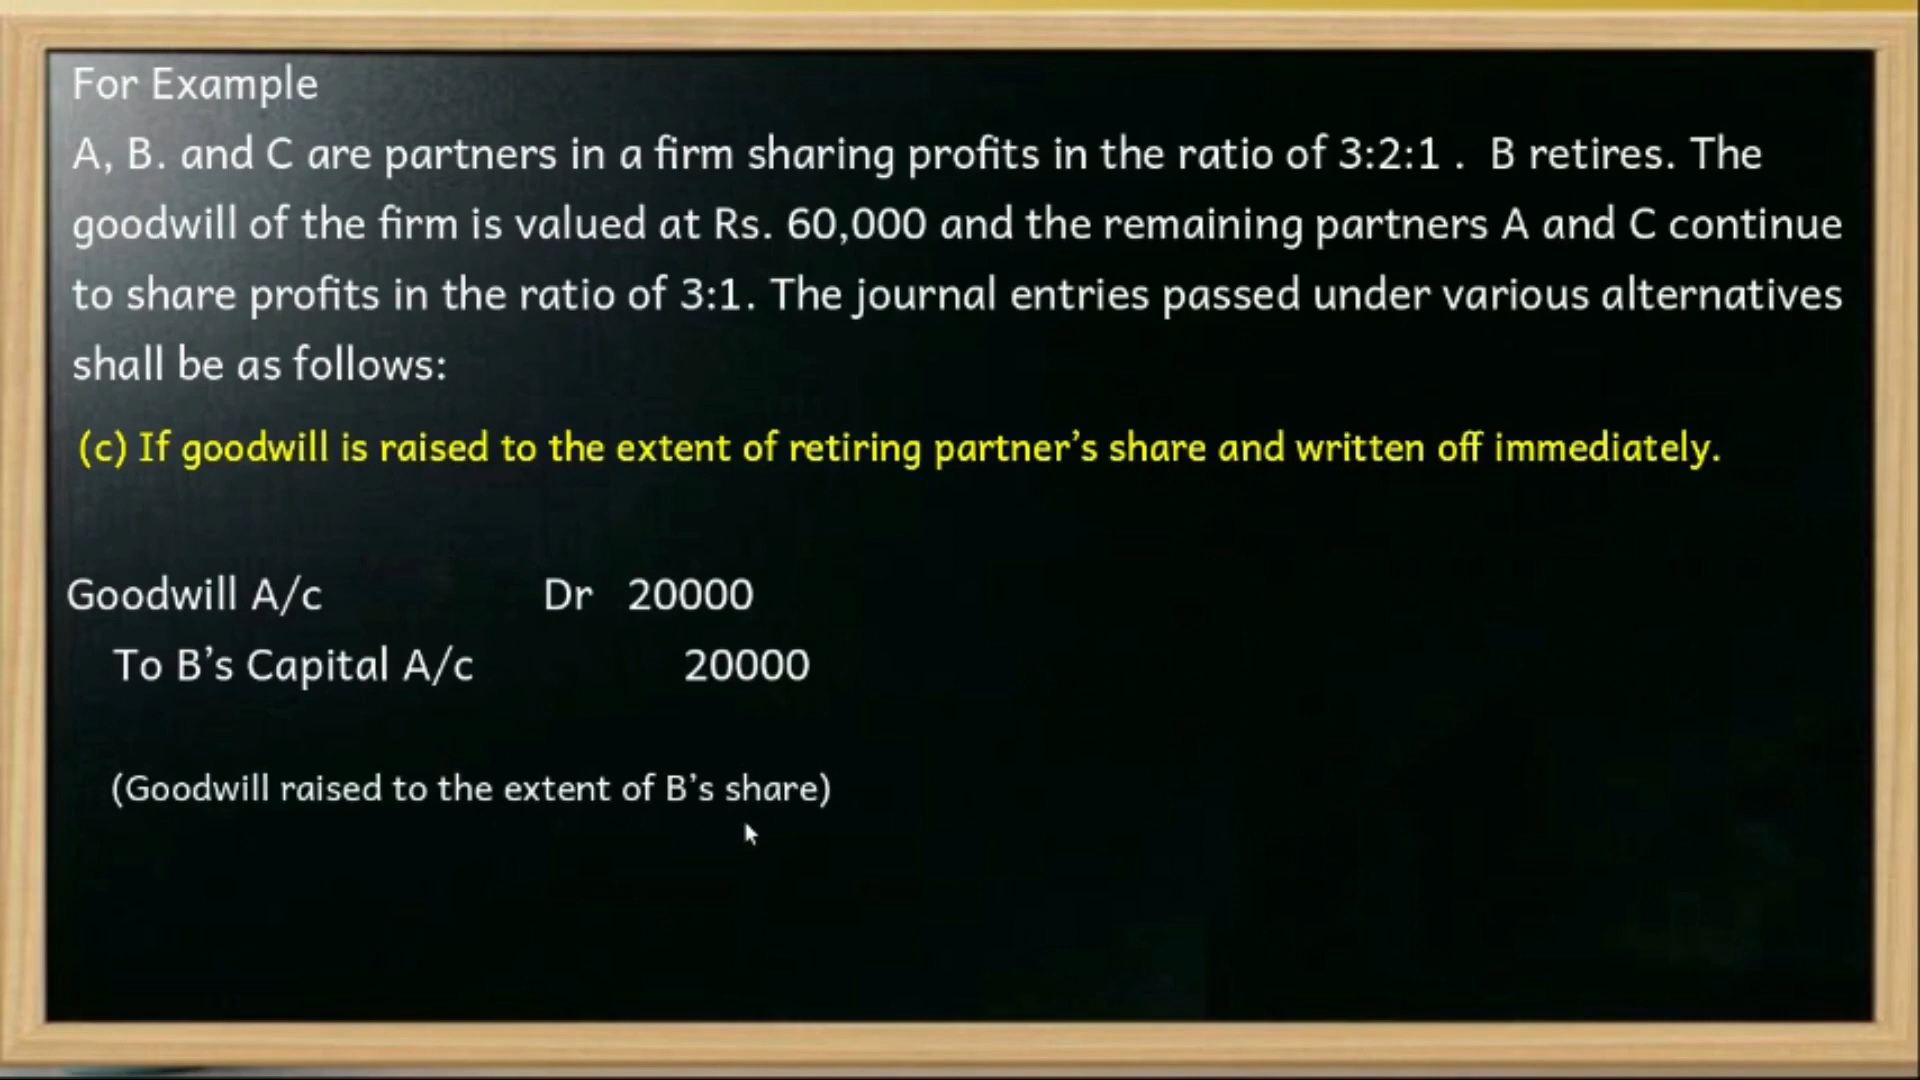 For Example
A, B. and C are partners in a firm sharing profits in the ratio of 3:2:1 . B retires. The
goodwill of the firm is valued at Rs. 60,000 and the remaining partners A and C continue
to share profits in the ratio of 3:1. The journal entries passed under various alternatives
shall be as follows:
(c) If goodwill is raised to the extent of retiring partner’s share and written off immediately.
Goodwill A/c Dr 20000
To B’s Capital A/c 20000
(Goodwill raised to the extent of B’s share)